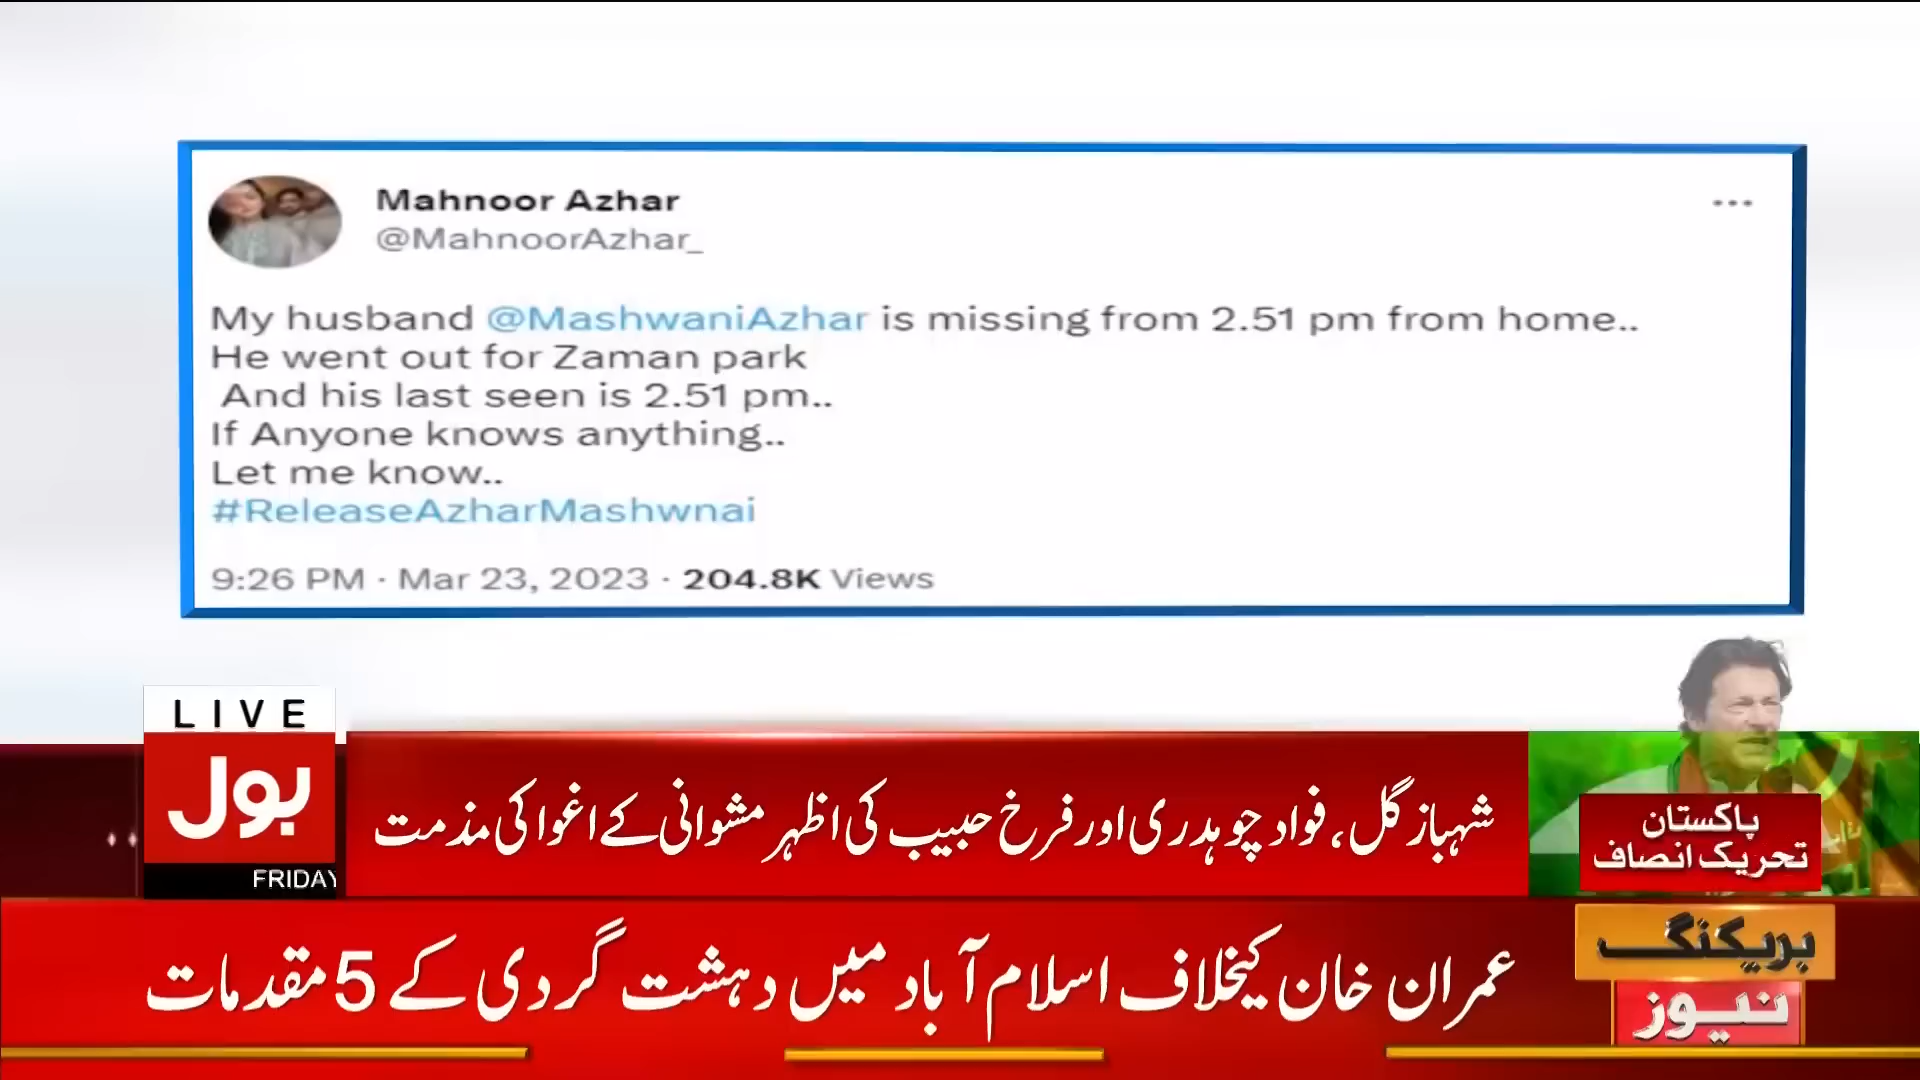 Mahnoor Azhar
@MahnoorAzhar_
My husband @MashwaniAzhar is missing from 2.51 pm from home..
He went out for Zaman park
And his last seen is 2.51 pm..
If Anyone knows anything..
Let me know..
#ReleaseAzharMashwnai
9:26 PM · Mar 23, 2023 · 204.8K Views
LIVE
بول
FRIDAY
شہباز گل، فواد چوہدری اور فرخ حبیب کی اظہر مشوانی کے اغوا کی مذمت
پاکستان
تحریک انصاف
عمران خان کیخلاف اسلام آباد میں دہشت گردی کے 5 مقدمات
بریکنگ
نیوز